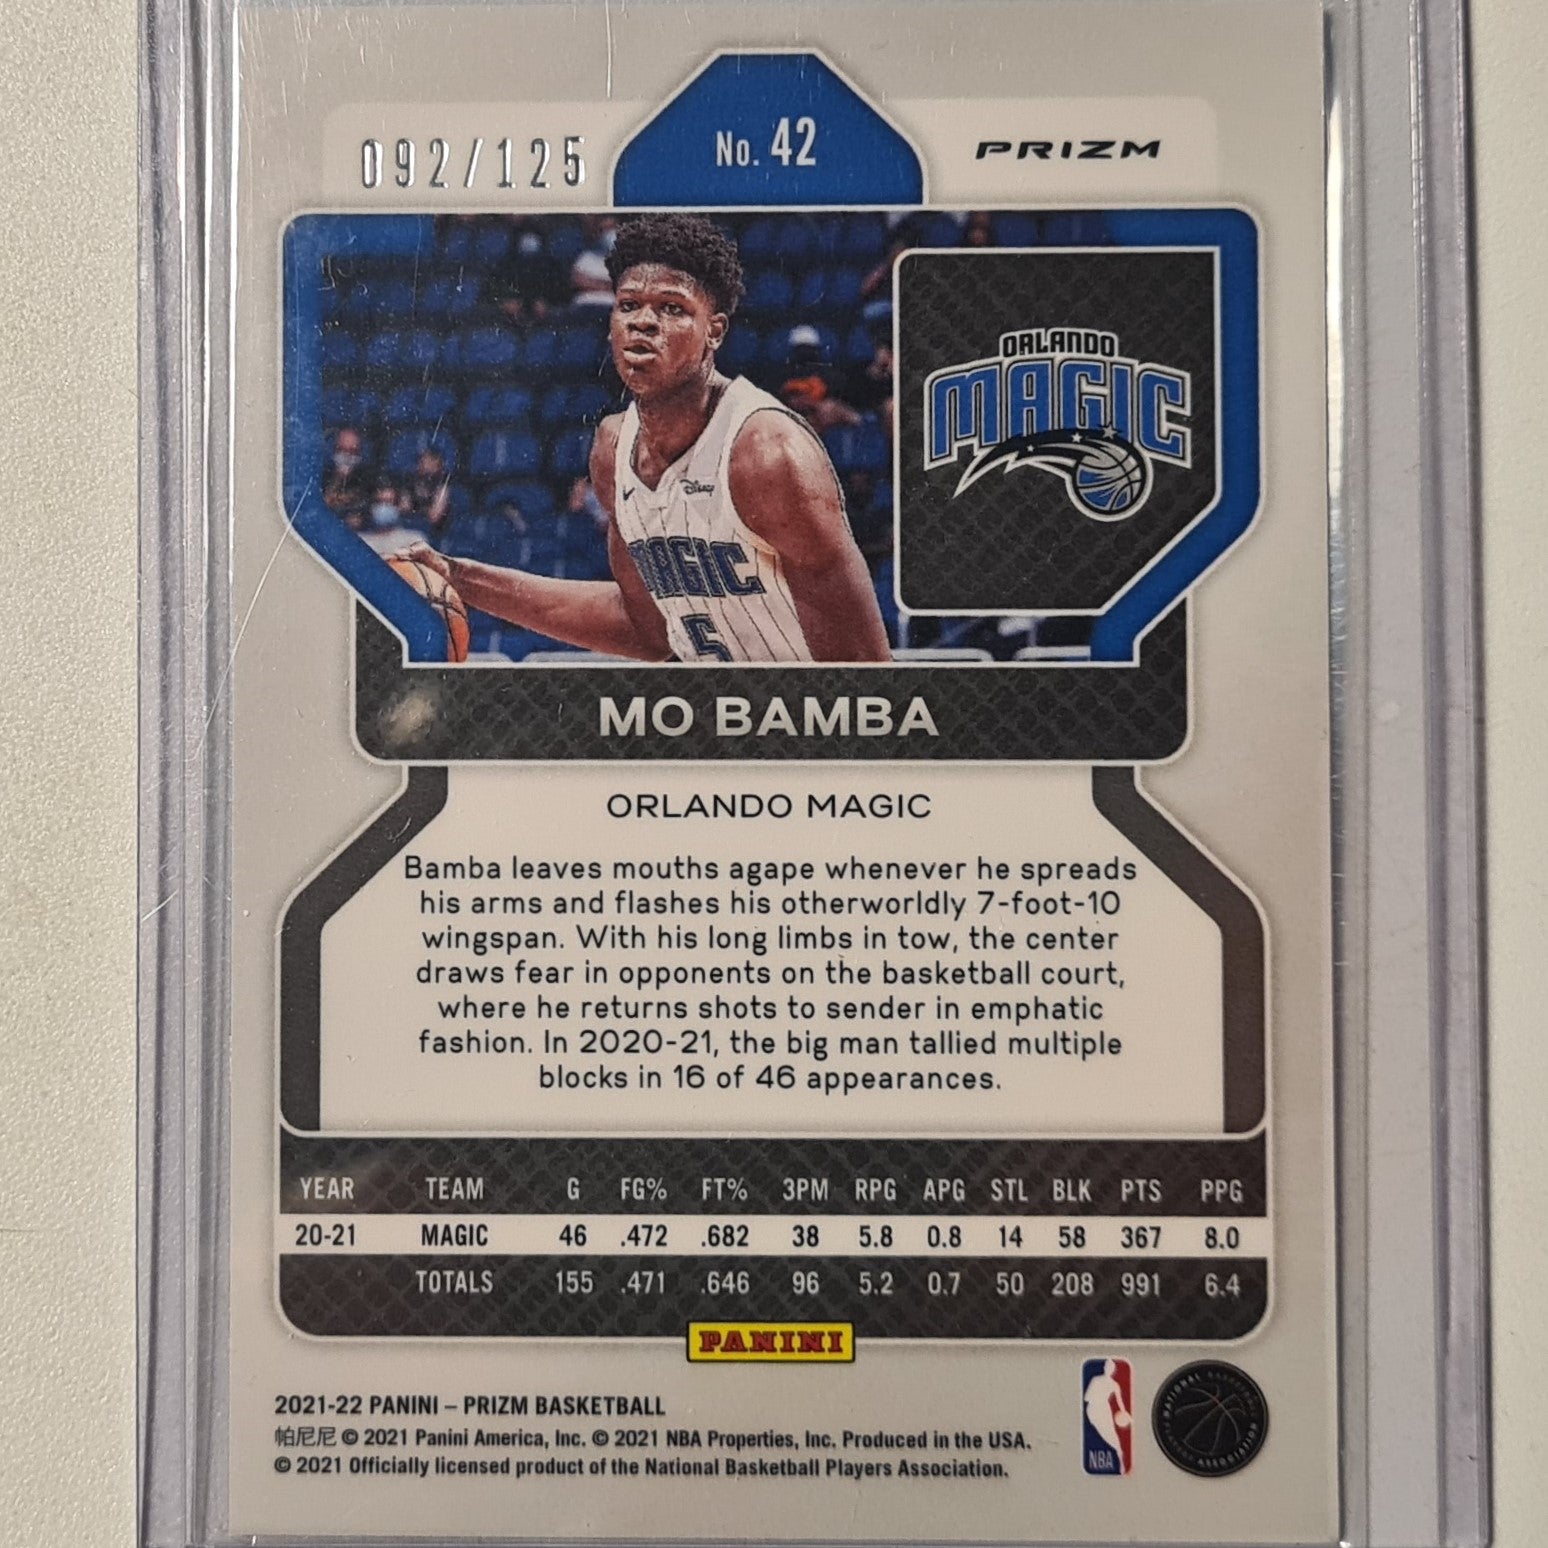 092/125
No. 42
PRIZM
ORLANDO
MAGIC
Disney
MAGIC
5
MO BAMBA
ORLANDO MAGIC
Bamba leaves mouths agape whenever he spreads
his arms and flashes his otherworldly 7-foot-10
wingspan. With his long limbs in tow, the center
draws fear in opponents on the basketball court,
where he returns shots to sender in emphatic
fashion. In 2020-21, the big man tallied multiple
blocks in 16 of 46 appearances.
YEAR TEAM G FG% FT% 3PM RPG APG STL BLK PTS PPG
20-21 MAGIC 46 .472 .682 38 5.8 0.8 14 58 367 8.0
TOTALS 155 .471 .646 96 5.2 0.7 50 208 991 6.4
PANINI
2021-22 PANINI – PRIZM BASKETBALL
帕尼尼 © 2021 Panini America, Inc. © 2021 NBA Properties, Inc. Produced in the USA.
© 2021 Officially licensed product of the National Basketball Players Association.
NBA
NATIONAL BASKETBALL PLAYERS ASSOCIATION